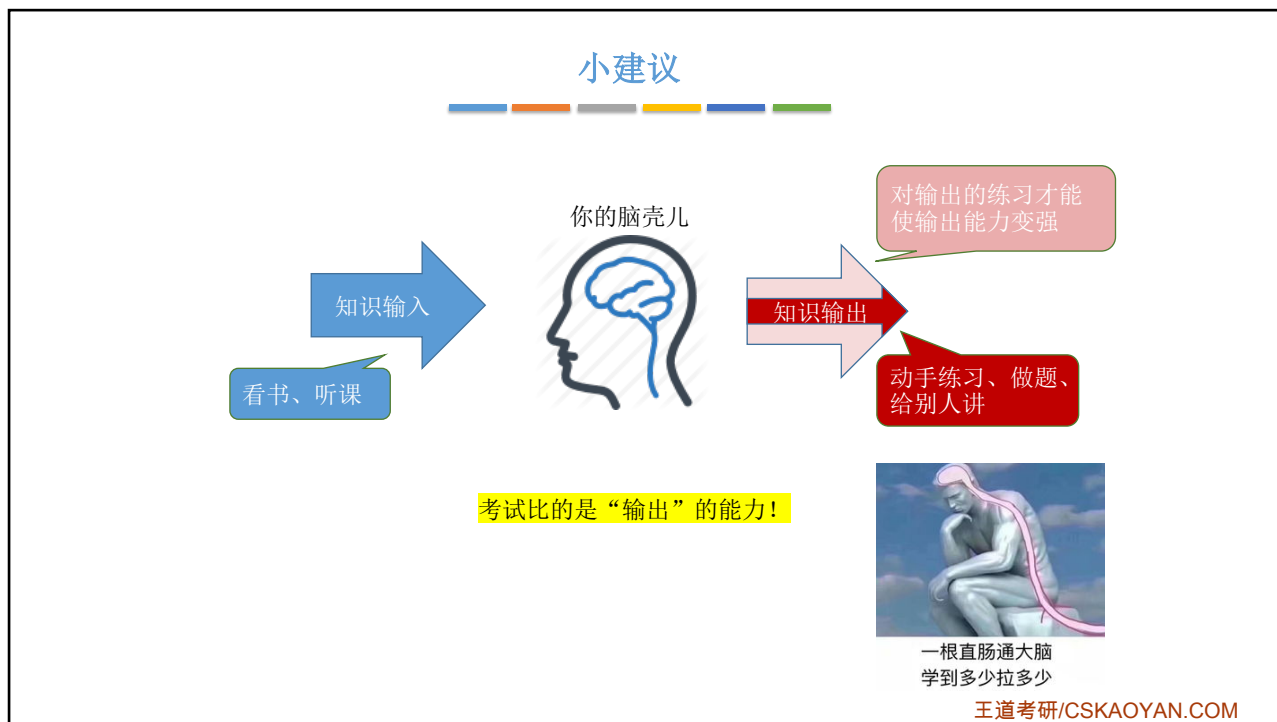 小建议
对输出的练习才能
使输出能力变强
你的脑壳儿
知识输入
知识输出
看书、听课
动手练习、做题、
给别人讲
考试比的是“输出”的能力！
一根直肠通大脑
学到多少拉多少
王道考研/CSKAOYAN.COM